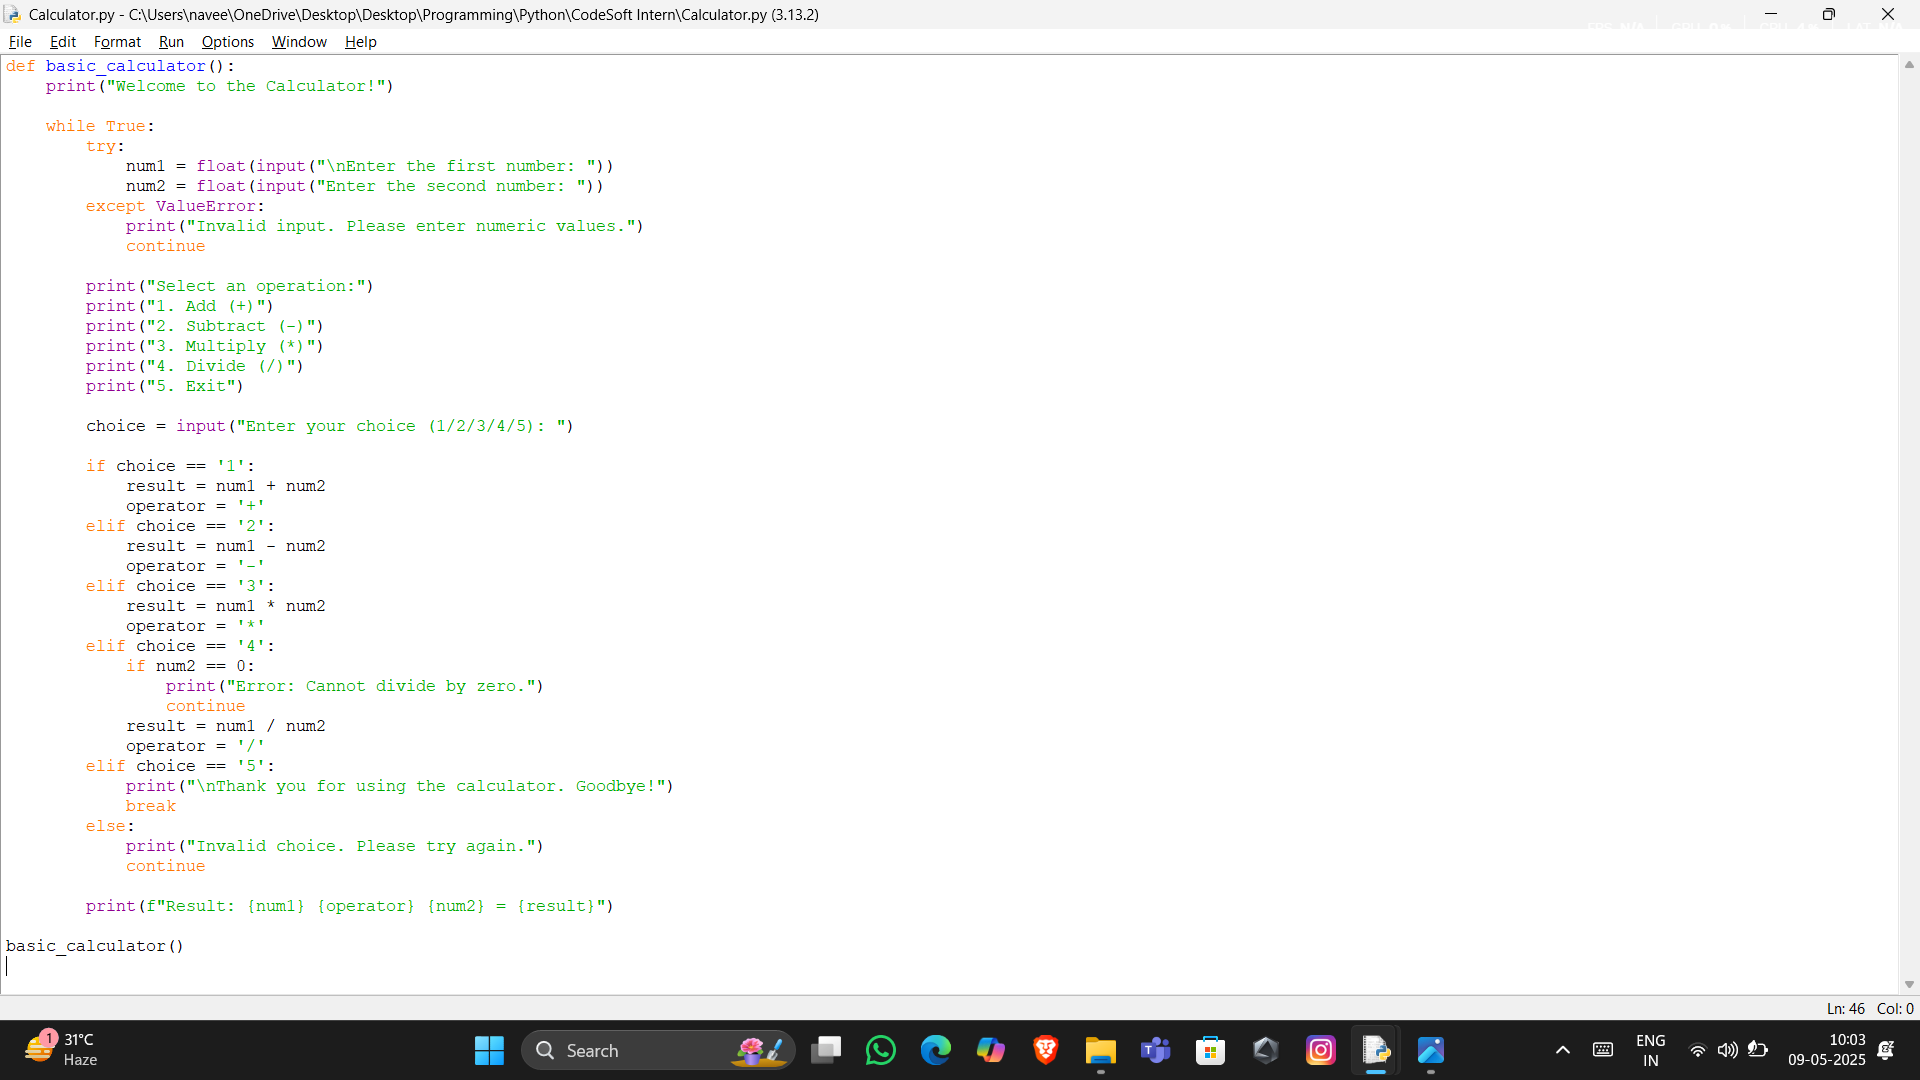 Calculator.py - C:\Users\navee\OneDrive\Desktop\Desktop\Programming\Python\CodeSoft Intern\Calculator.py (3.13.2)
File Edit Format Run Options Window Help
def basic_calculator():
    print("Welcome to the Calculator!")

    while True:
        try:
            num1 = float(input("\nEnter the first number: "))
            num2 = float(input("Enter the second number: "))
        except ValueError:
            print("Invalid input. Please enter numeric values.")
            continue

        print("Select an operation:")
        print("1. Add (+)")
        print("2. Subtract (-)")
        print("3. Multiply (*)")
        print("4. Divide (/)")
        print("5. Exit")

        choice = input("Enter your choice (1/2/3/4/5): ")

        if choice == '1':
            result = num1 + num2
            operator = '+'
        elif choice == '2':
            result = num1 - num2
            operator = '-'
        elif choice == '3':
            result = num1 * num2
            operator = '*'
        elif choice == '4':
            if num2 == 0:
                print("Error: Cannot divide by zero.")
                continue
            result = num1 / num2
            operator = '/'
        elif choice == '5':
            print("\nThank you for using the calculator. Goodbye!")
            break
        else:
            print("Invalid choice. Please try again.")
            continue

        print(f"Result: {num1} {operator} {num2} = {result}")

basic_calculator()
Ln: 46 Col: 0
1
31°C
Haze
Search
ENG
IN
10:03
09-05-2025